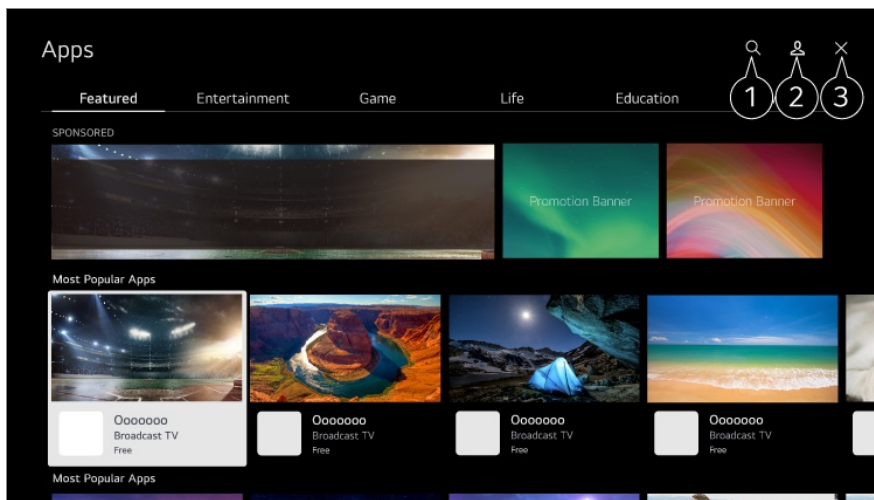 Apps
Featured Entertainment Game Life Education
1 2 3
SPONSORED
Promotion Banner Promotion Banner
Most Popular Apps
Ooooooo Ooooooo Ooooooo Ooooooo
Broadcast TV Broadcast TV Broadcast TV Broadcast TV
Free Free Free Free
Most Popular Apps